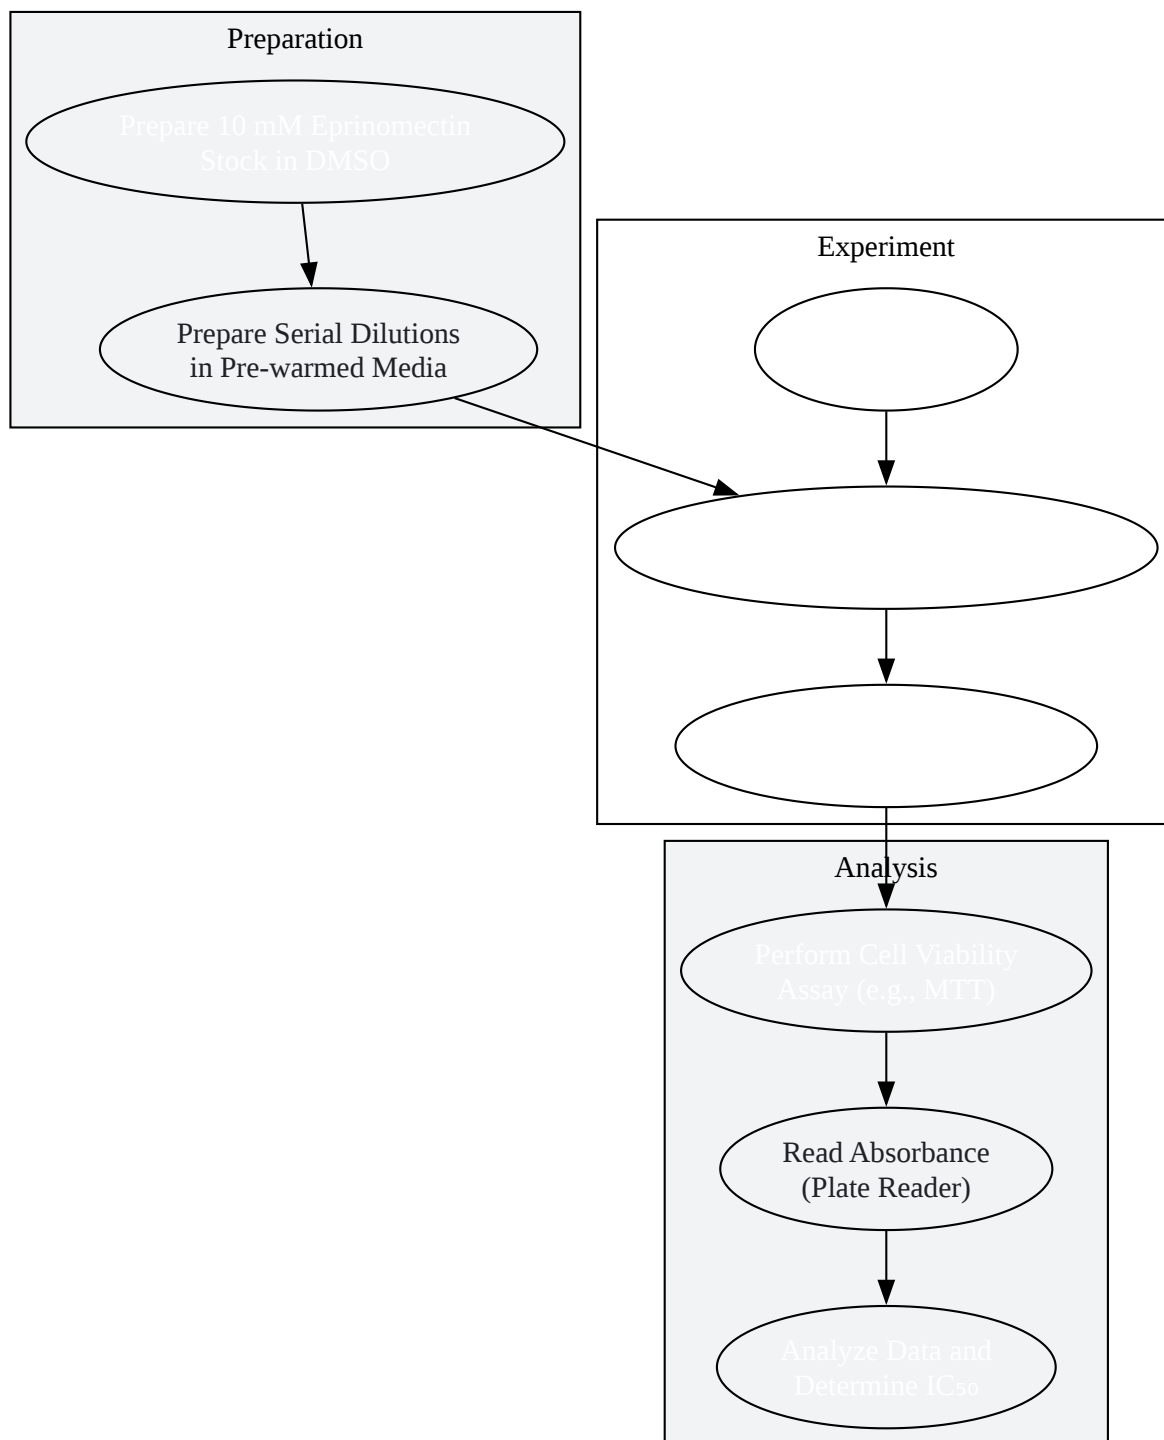 Preparation
Prepare 10 mM Eprinomectin
Stock in DMSO
Prepare Serial Dilutions
in Pre-warmed Media
Experiment
Analysis
Perform Cell Viability
Assay (e.g., MTT)
Read Absorbance
(Plate Reader)
Analyze Data and
Determine IC₅₀